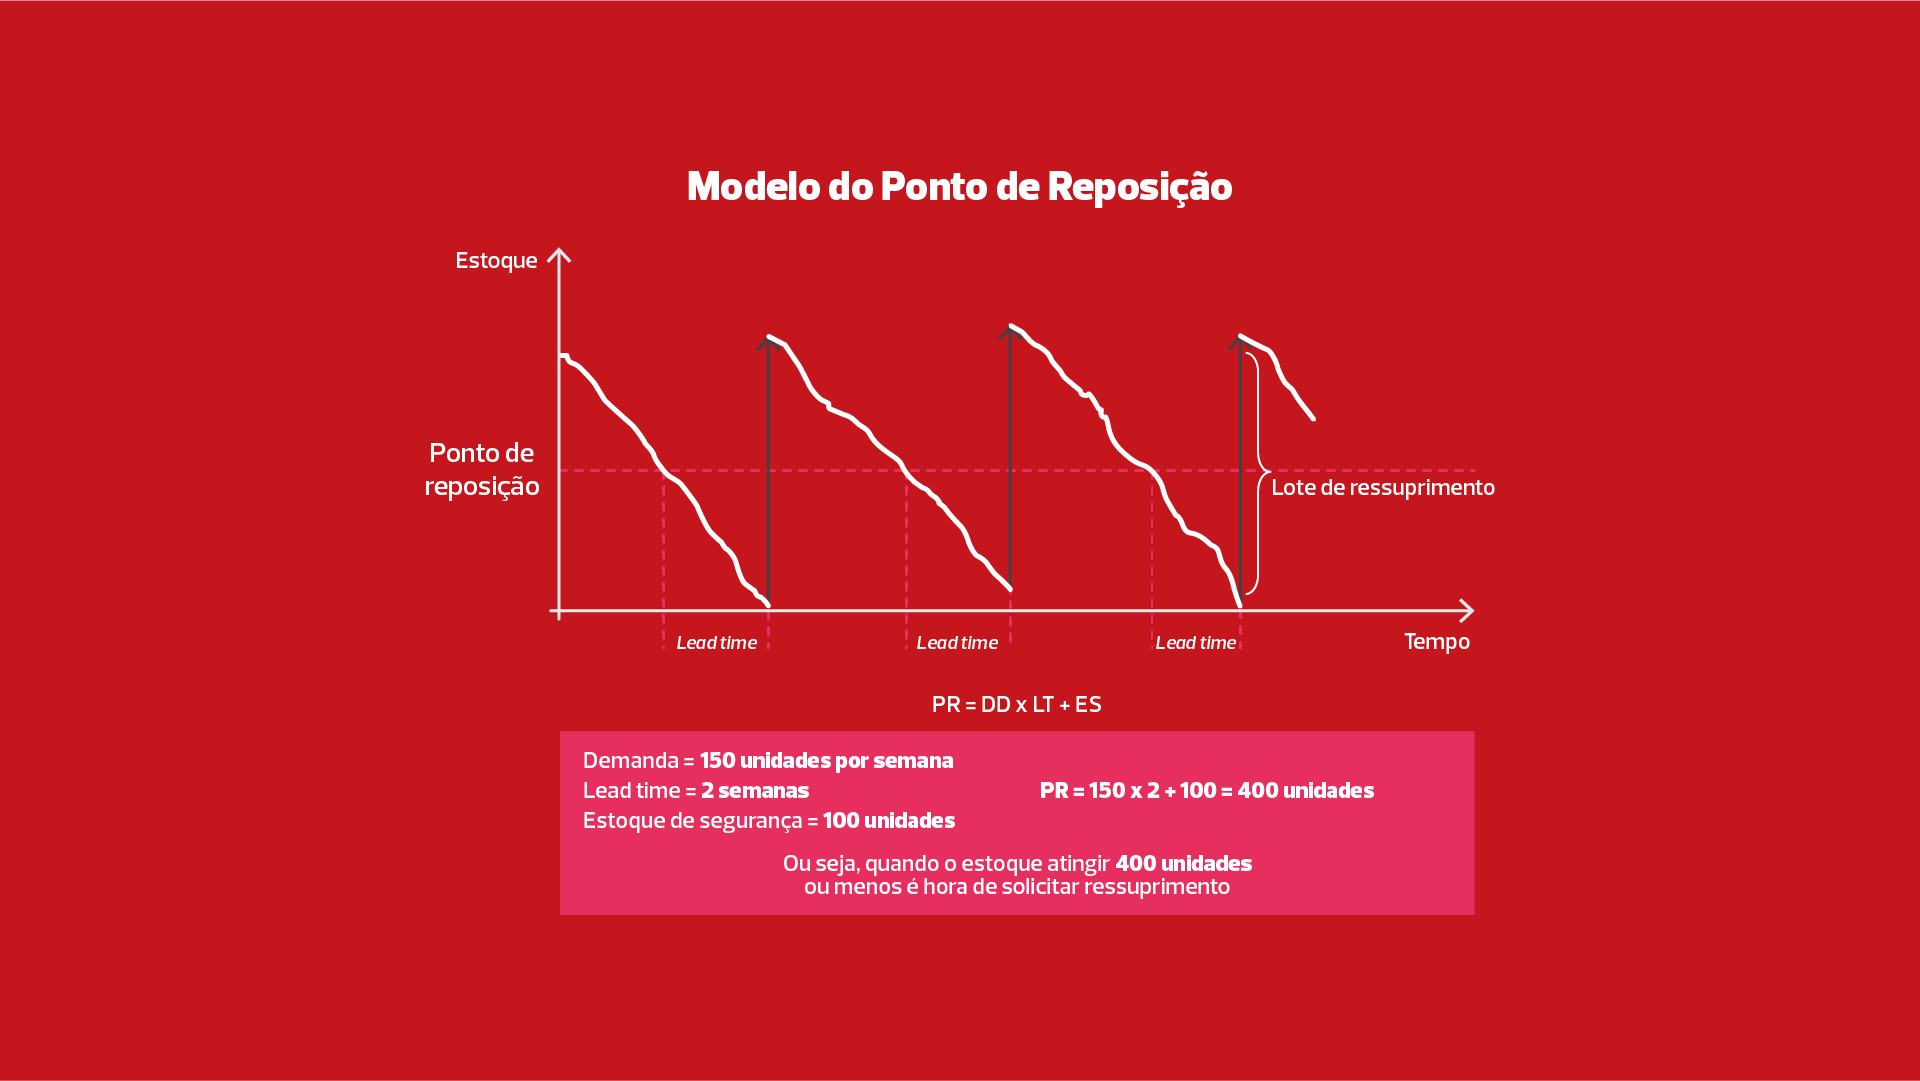 Modelo do Ponto de Reposição
Estoque
Ponto de
reposição
Lote de ressuprimento
Lead time
Lead time
Lead time
Tempo
PR = DD x LT + ES
Demanda = 150 unidades por semana
Lead time = 2 semanas
PR = 150 x 2 + 100 = 400 unidades
Estoque de segurança = 100 unidades
Ou seja, quando o estoque atingir 400 unidades
ou menos é hora de solicitar ressuprimento